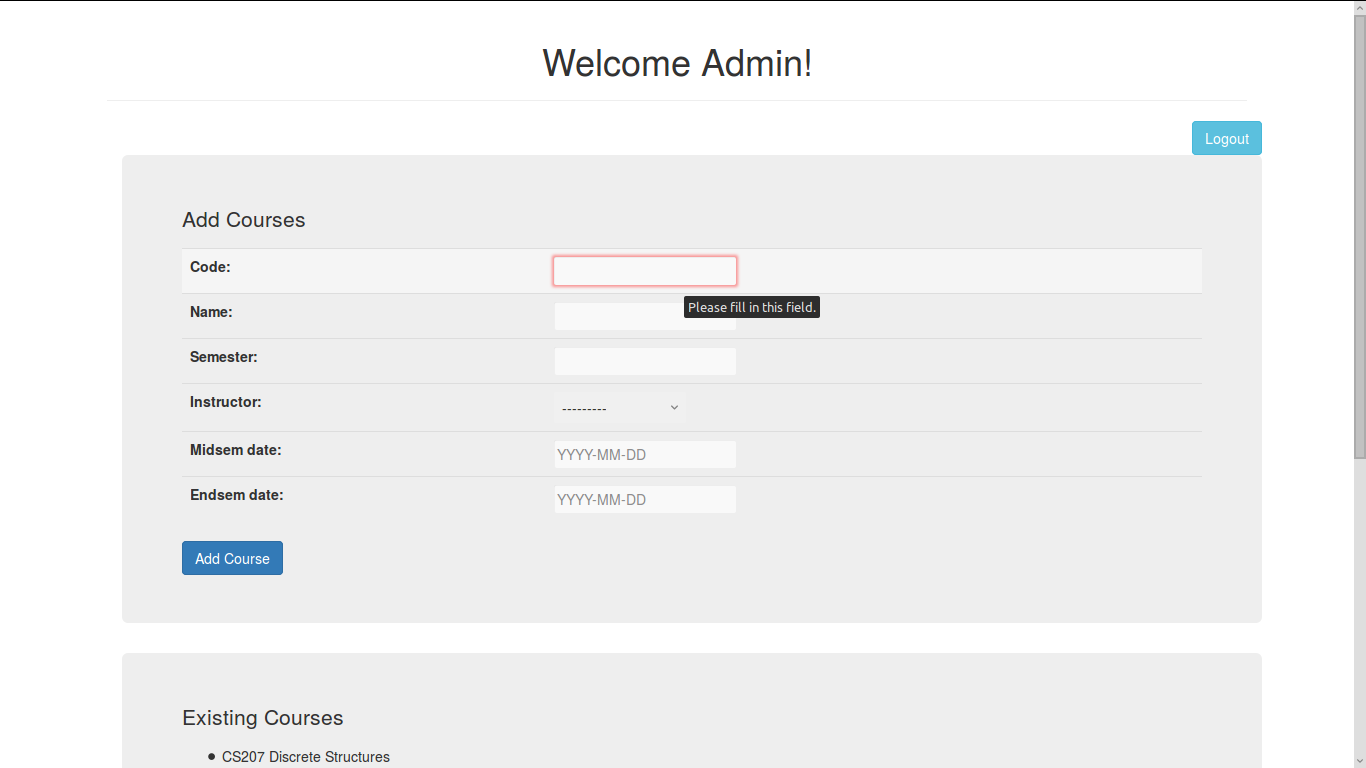 Welcome Admin!
Logout
Add Courses
Code:
Please fill in this field.
Name:
Semester:
Instructor: ---------
Midsem date: YYYY-MM-DD
Endsem date: YYYY-MM-DD
Add Course
Existing Courses
• CS207 Discrete Structures